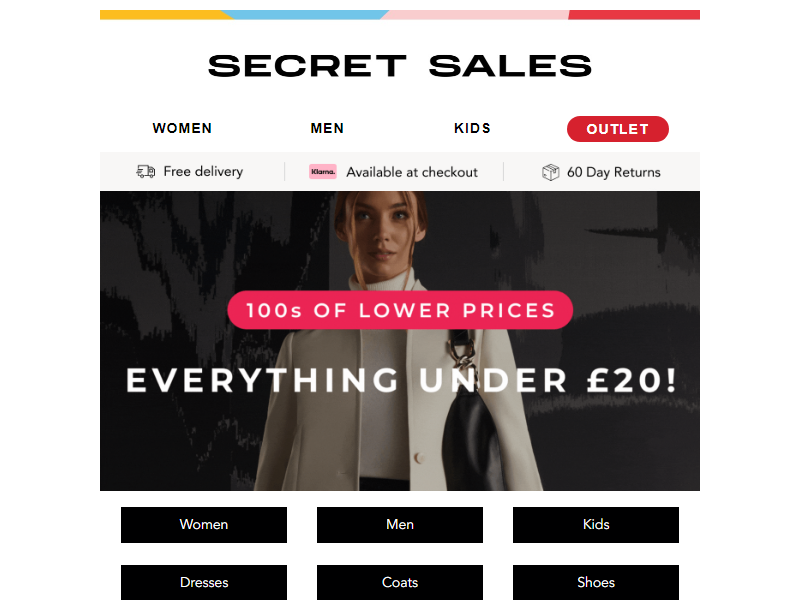 SECRET SALES
WOMEN MEN KIDS OUTLET
Free delivery Klarna. Available at checkout 60 Day Returns
100s OF LOWER PRICES
EVERYTHING UNDER £20!
Women Men Kids
Dresses Coats Shoes